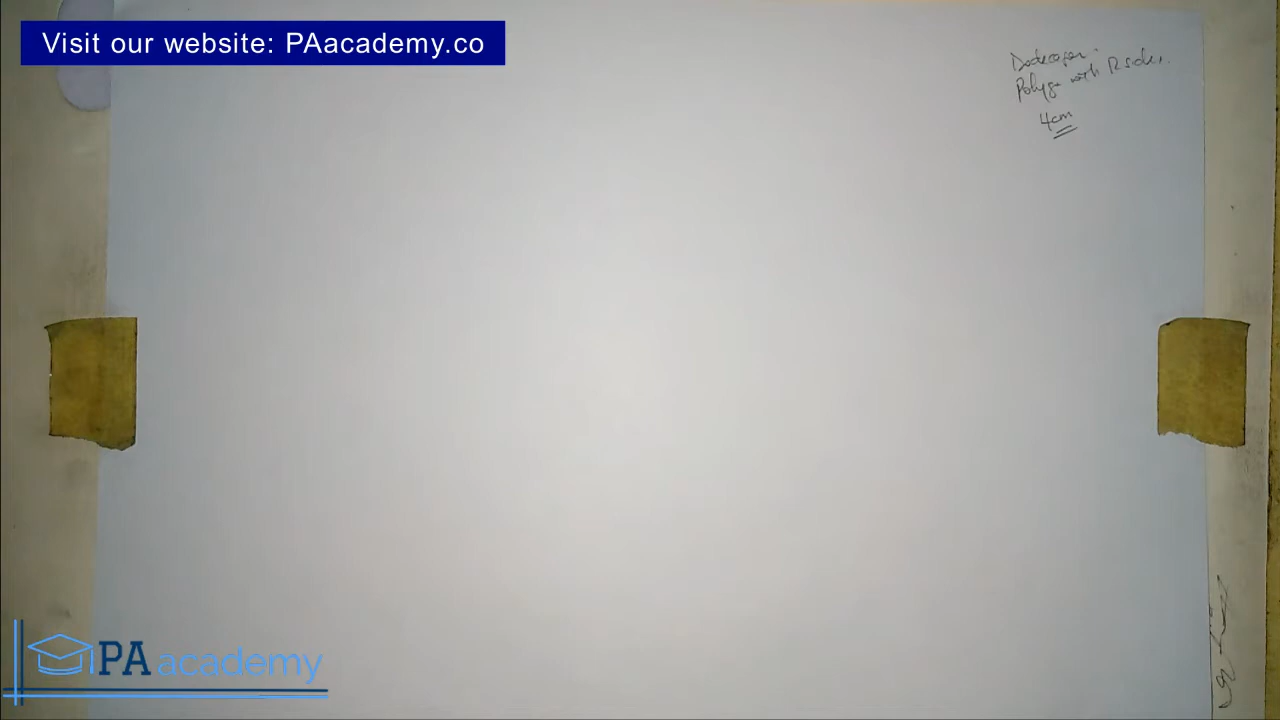 Visit our website: PAacademy.co
Dodecagon.
Polygon with 12 sides.
4cm
PA academy